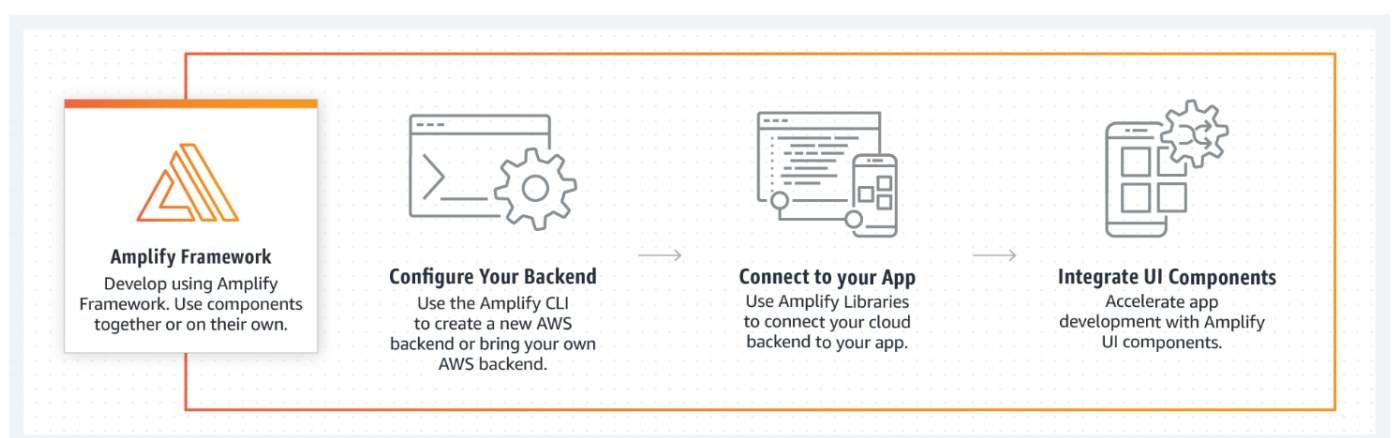 Amplify Framework
Develop using Amplify
Framework. Use components
together or on their own.
Configure Your Backend
Use the Amplify CLI
to create a new AWS
backend or bring your own
AWS backend.
Connect to your App
Use Amplify Libraries
to connect your cloud
backend to your app.
Integrate UI Components
Accelerate app
development with Amplify
UI components.